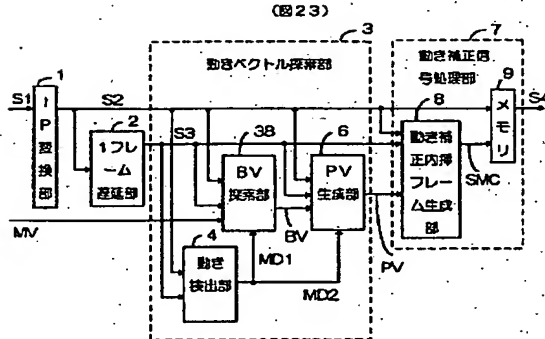 (図23)
3
7
動きベクトル探索部
動き補正信
号処理部
1
S1
IP変換部
S2
2
1フレ
ーム
遅延部
S3
3B
BV
探索部
6
PV
生成部
8
動き補
正内挿
フレー
ム生成
部
9
メモリ
SMC
MV
BV
PV
4
動き
検出部
MD1
MD2